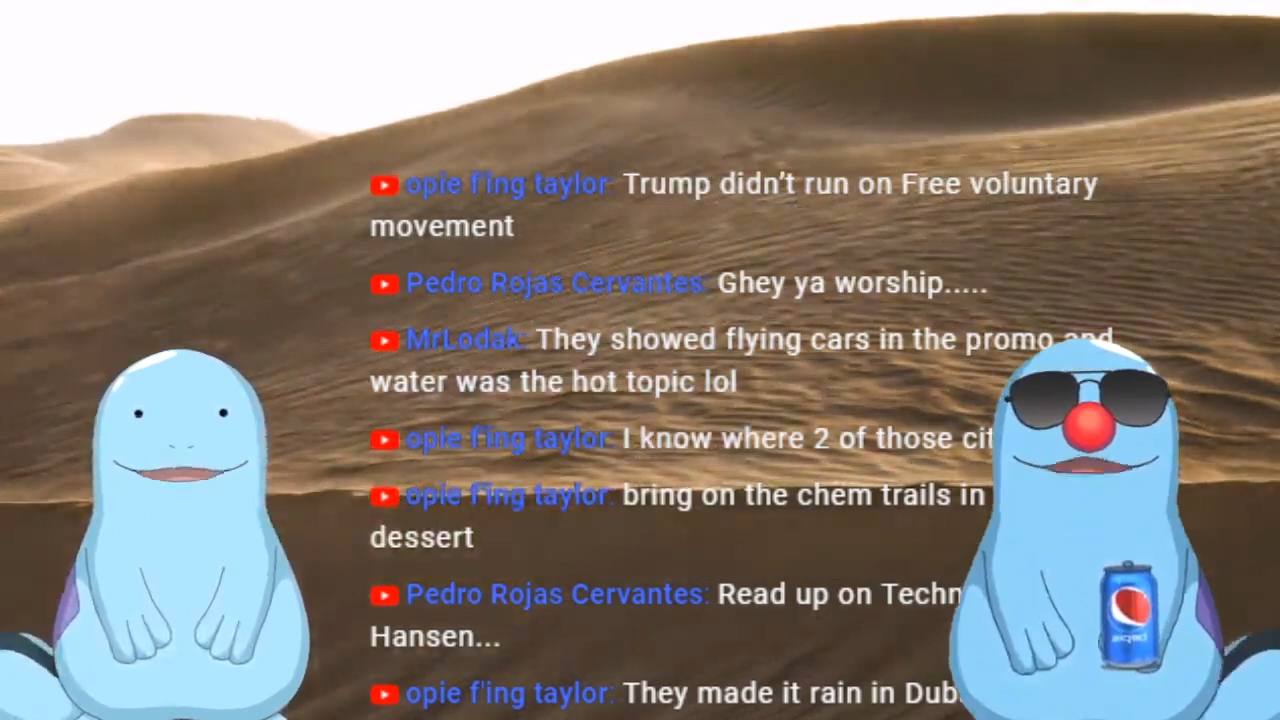 opie f'ing taylor: Trump didn't run on Free voluntary
movement
Pedro Rojas Cervantes: Ghey ya worship.....
MrLodak: They showed flying cars in the promo and
water was the hot topic lol
opie f'ing taylor: I know where 2 of those
opie f'ing taylor: bring on the chem trails in
dessert
Pedro Rojas Cervantes: Read up on
Hansen...
opie f'ing taylor: They made it rain in
pepsi